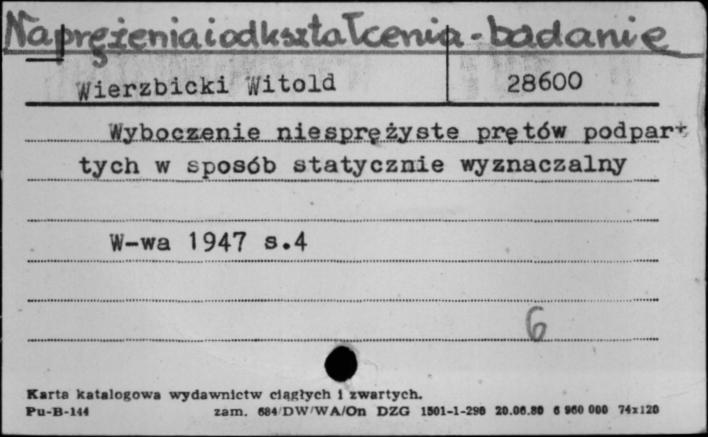 Naprężenia i odkształcenia - badanie
Wierzbicki Witold 28600
Wyboczenie niesprężyste prętów podpar-
tych w sposób statycznie wyznaczalny
W-wa 1947 s.4
6
Karta katalogowa wydawnictw ciągłych i zwartych.
Pu-B-144 zam. 684/DW/WA/On DZG 1501-1-290 20.06.80 6 960 000 74x120